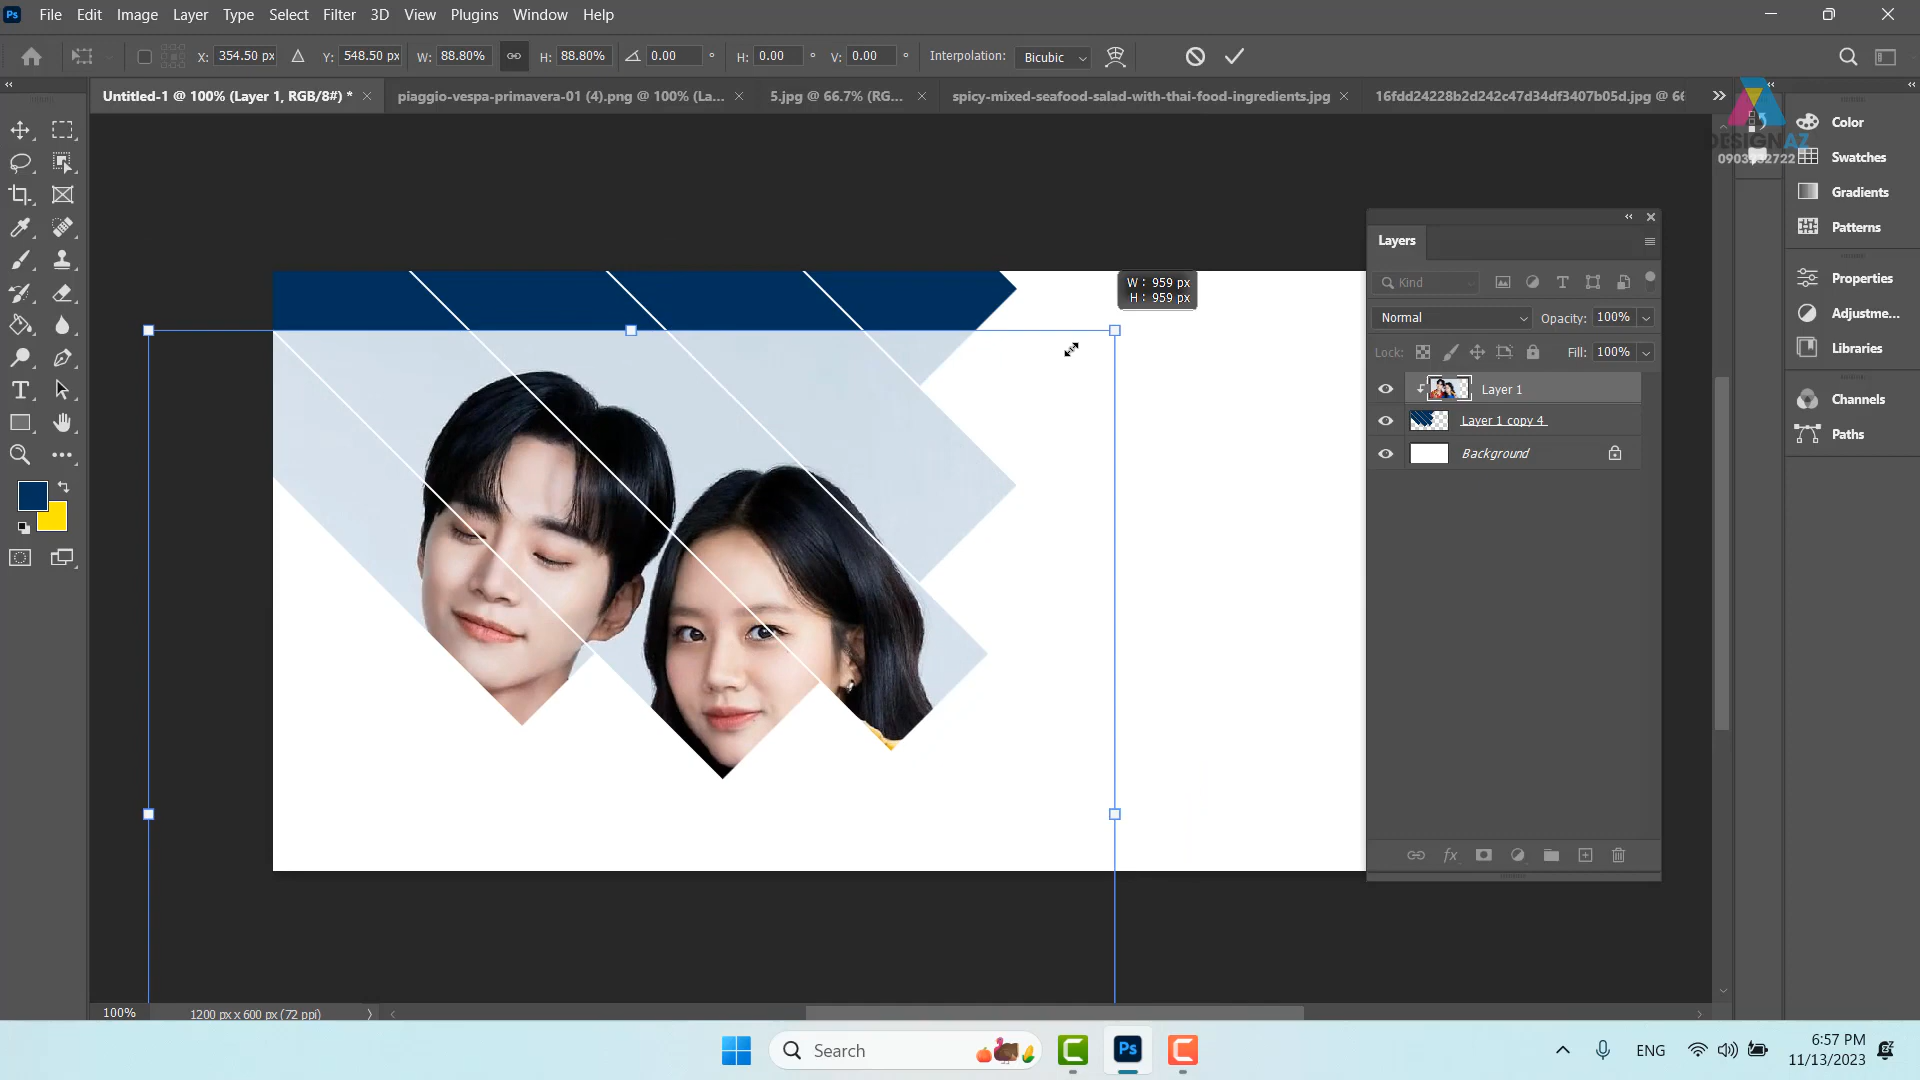 Ps File Edit Image Layer Type Select Filter 3D View Plugins Window Help
X: 354.50 px Y: 548.50 px W: 88.80% H: 88.80% 0.00 ° H: 0.00 ° V: 0.00 ° Interpolation: Bicubic
Untitled-1 @ 100% (Layer 1, RGB/8#) * piaggio-vespa-primavera-01 (4).png @ 100% (La... 5.jpg @ 66.7% (RG... spicy-mixed-seafood-salad-with-thai-food-ingredients.jpg 16fdd24228b2d242c47d34df3407b05d.jpg @ 66
Color
DESIGNAZ
Swatches
Gradients
Patterns
Properties
Adjustme...
Libraries
Channels
Paths
W : 959 px
H : 959 px
Layers
Kind
Normal Opacity: 100%
Lock: Fill: 100%
Layer 1
Layer 1 copy 4
Background
fx
100% 1200 px x 600 px (72 ppi)
Search
Ps
ENG
6:57 PM
11/13/2023